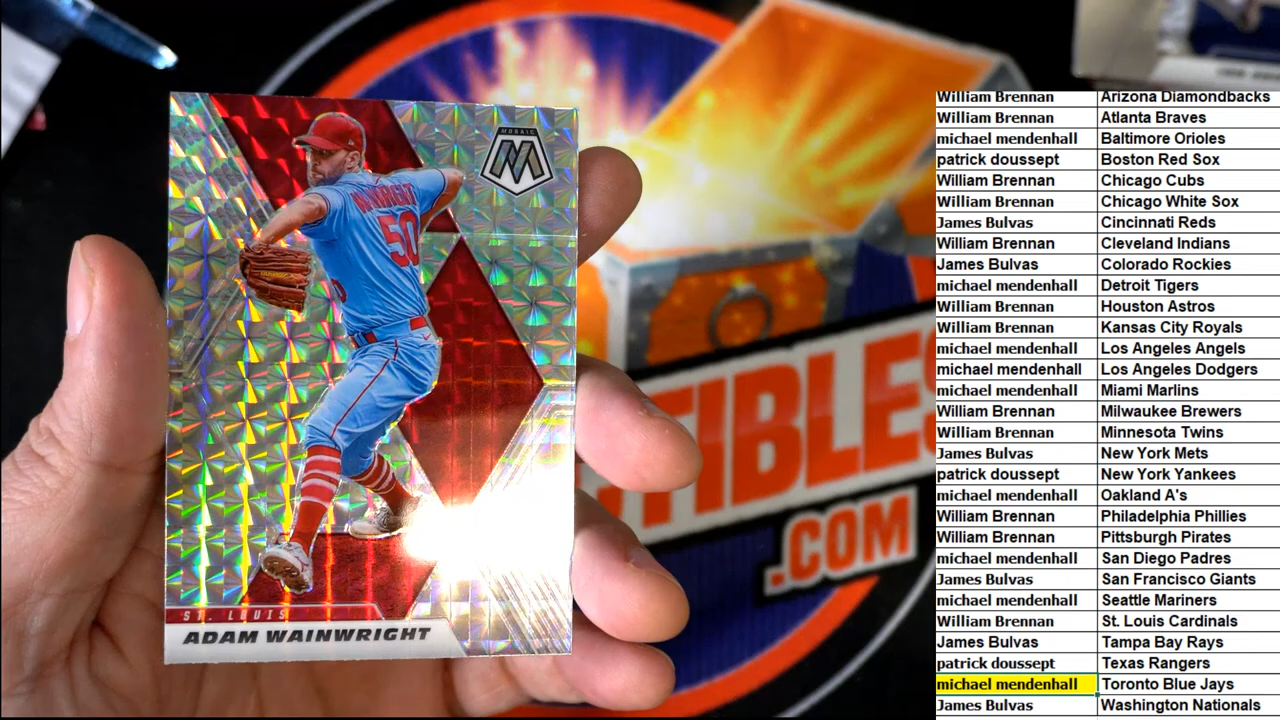 MOSAIC
M
WAINWRIGHT
50
ST. LOUIS
ADAM WAINWRIGHT
TIBLES
.COM
William Brennan Arizona Diamondbacks
William Brennan Atlanta Braves
michael mendenhall Baltimore Orioles
patrick doussept Boston Red Sox
William Brennan Chicago Cubs
William Brennan Chicago White Sox
James Bulvas Cincinnati Reds
William Brennan Cleveland Indians
James Bulvas Colorado Rockies
michael mendenhall Detroit Tigers
William Brennan Houston Astros
William Brennan Kansas City Royals
michael mendenhall Los Angeles Angels
michael mendenhall Los Angeles Dodgers
michael mendenhall Miami Marlins
William Brennan Milwaukee Brewers
William Brennan Minnesota Twins
James Bulvas New York Mets
patrick doussept New York Yankees
michael mendenhall Oakland A's
William Brennan Philadelphia Phillies
William Brennan Pittsburgh Pirates
michael mendenhall San Diego Padres
James Bulvas San Francisco Giants
michael mendenhall Seattle Mariners
William Brennan St. Louis Cardinals
James Bulvas Tampa Bay Rays
patrick doussept Texas Rangers
michael mendenhall Toronto Blue Jays
James Bulvas Washington Nationals